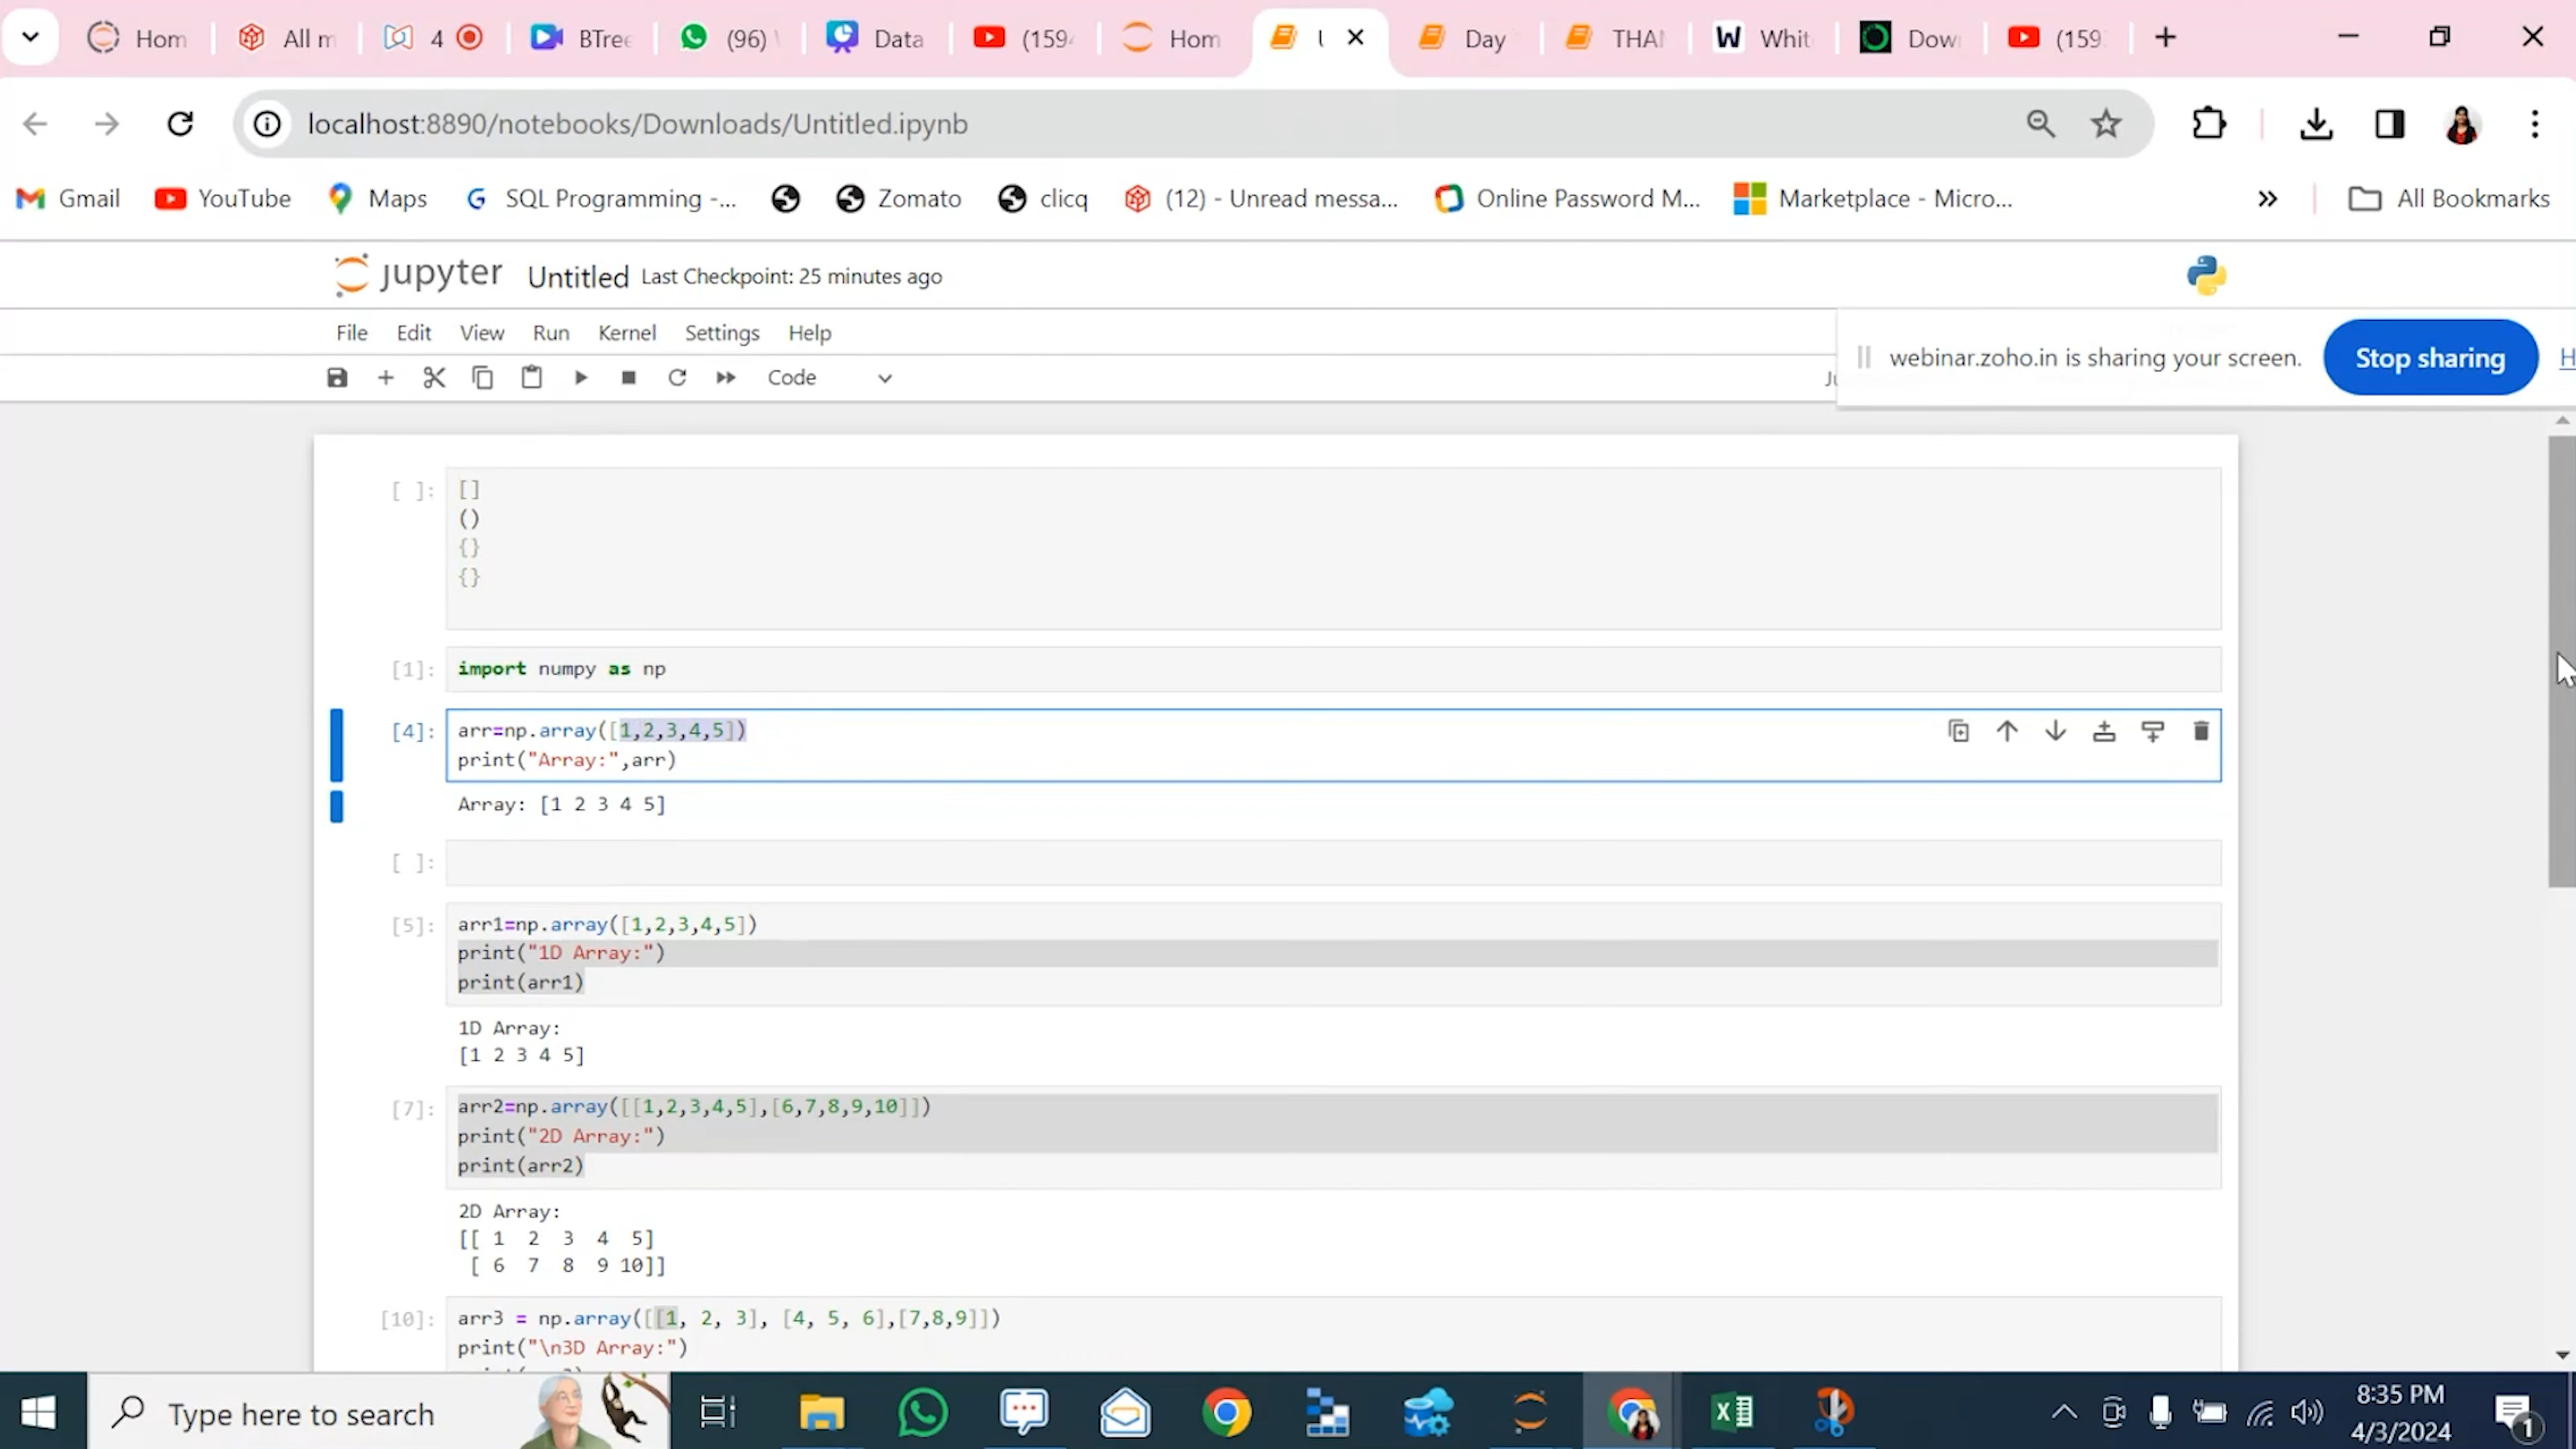 Hom
All m
4
BTree
(96)
Data
(159
Hom
Day
THAN
W Whit
Dow
(159
localhost:8890/notebooks/Downloads/Untitled.ipynb
Gmail
YouTube
Maps
SQL Programming -...
Zomato
clicq
(12) - Unread messa...
Online Password M...
Marketplace - Micro...
All Bookmarks
jupyter Untitled Last Checkpoint: 25 minutes ago
File Edit View Run Kernel Settings Help
webinar.zoho.in is sharing your screen. Stop sharing
Code
[ ]: []
()
{}
{}
[1]: import numpy as np
[4]: arr=np.array([1,2,3,4,5])
print("Array:",arr)
Array: [1 2 3 4 5]
[ ]:
[5]: arr1=np.array([1,2,3,4,5])
print("1D Array:")
print(arr1)
1D Array:
[1 2 3 4 5]
[7]: arr2=np.array([[1,2,3,4,5],[6,7,8,9,10]])
print("2D Array:")
print(arr2)
2D Array:
[[ 1 2 3 4 5]
[ 6 7 8 9 10]]
[10]: arr3 = np.array([[1, 2, 3], [4, 5, 6],[7,8,9]])
print("\n3D Array:")
Type here to search
8:35 PM
4/3/2024
1